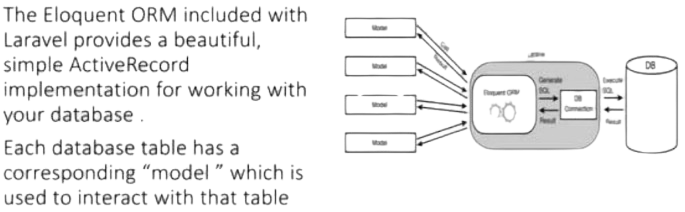 The Eloquent ORM included with
Laravel provides a beautiful,
simple ActiveRecord
implementation for working with
your database .
Each database table has a
corresponding “model ” which is
used to interact with that table
Model
Model
Model
Model
Call
Result
Eloquent ORM
Generate
SQL
Result
DB
Connection
Execute
SQL
Result
DB